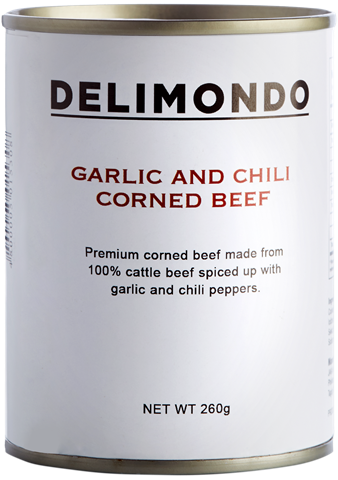 DELIMONDO
GARLIC AND CHILI
CORNED BEEF
Premium corned beef made from
100% cattle beef spiced up with
garlic and chili peppers.
NET WT 260g